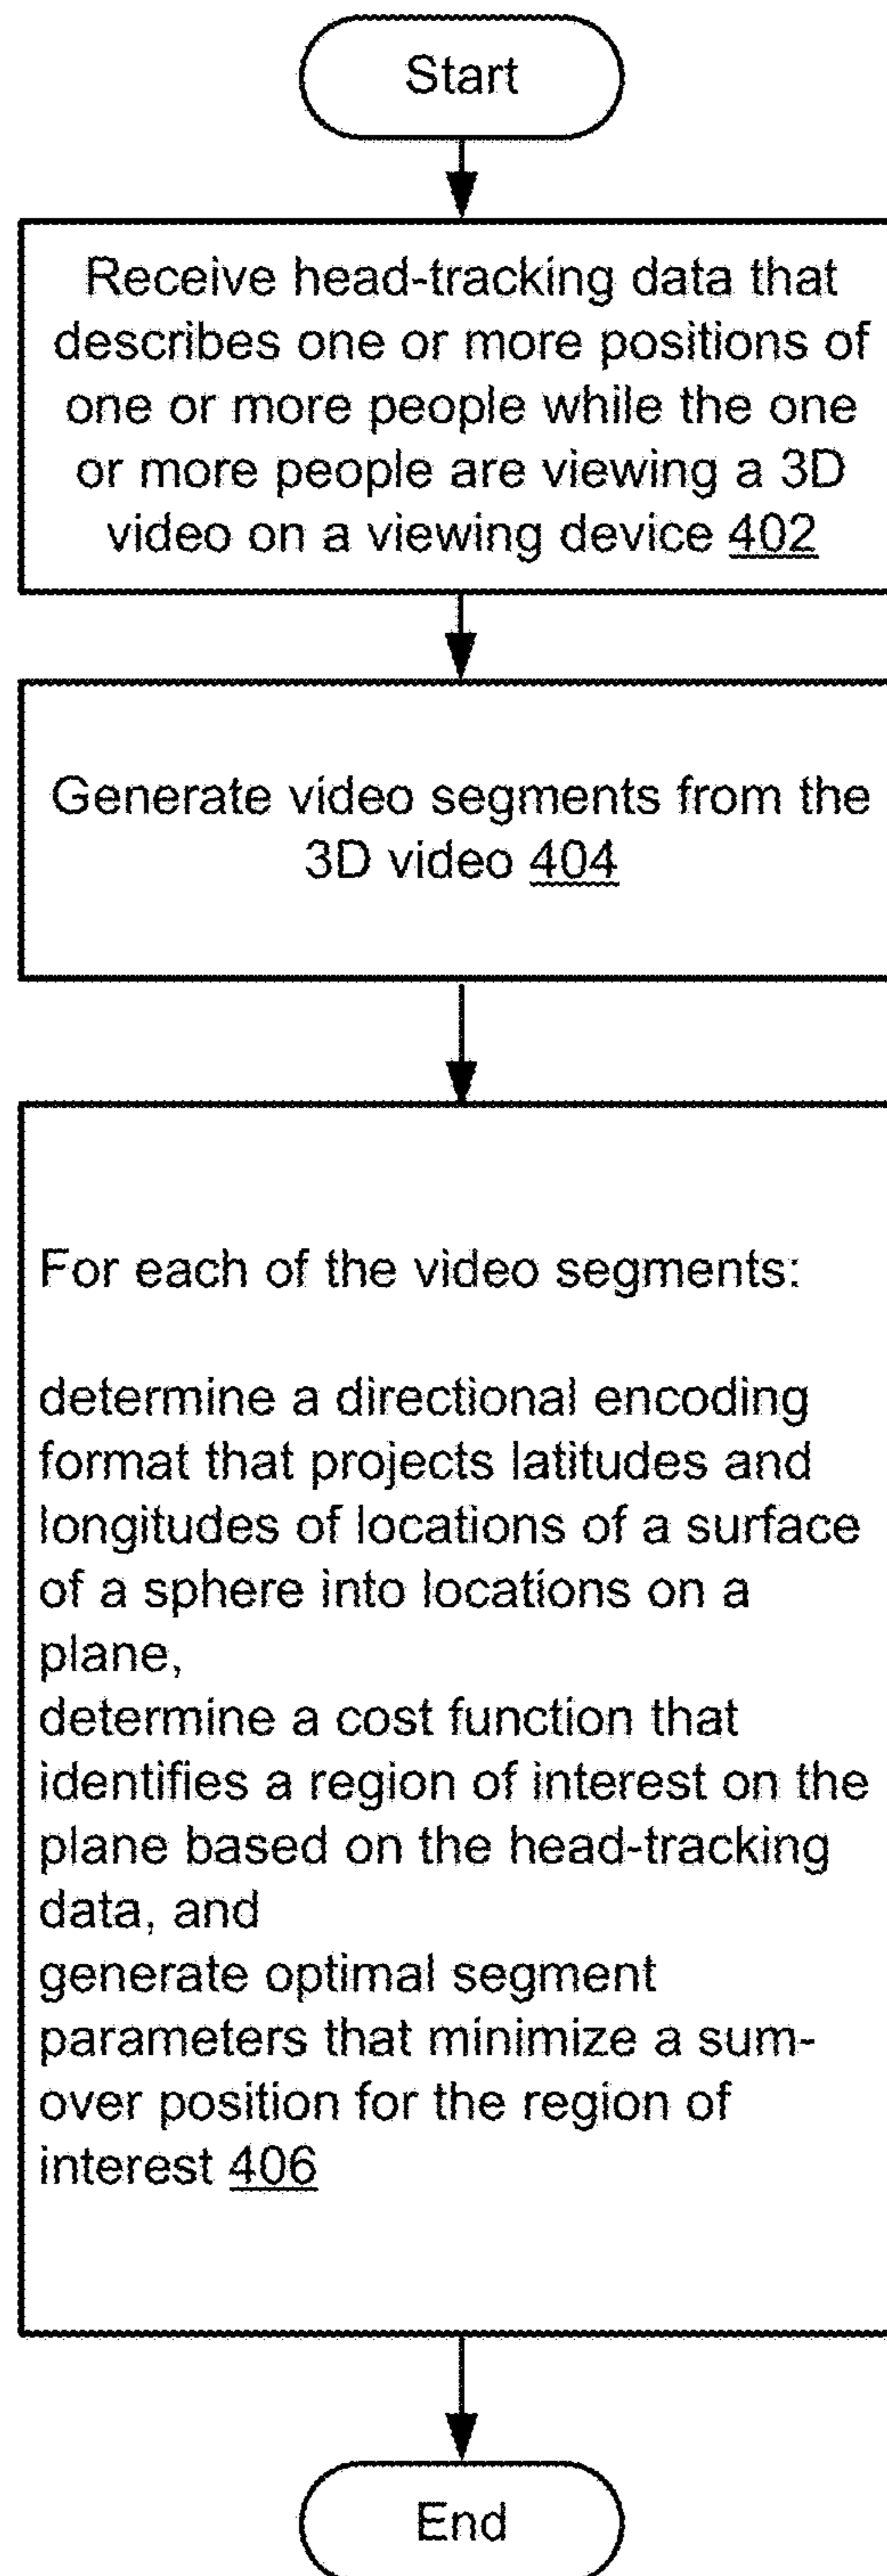 Start
Receive head-tracking data that
describes one or more positions of
one or more people while the one
or more people are viewing a 3D
video on a viewing device 402
Generate video segments from the
3D video 404
For each of the video segments:
determine a directional encoding
format that projects latitudes and
longitudes of locations of a surface
of a sphere into locations on a
plane,
determine a cost function that
identifies a region of interest on the
plane based on the head-tracking
data, and
generate optimal segment
parameters that minimize a sum-
over position for the region of
interest 406
End